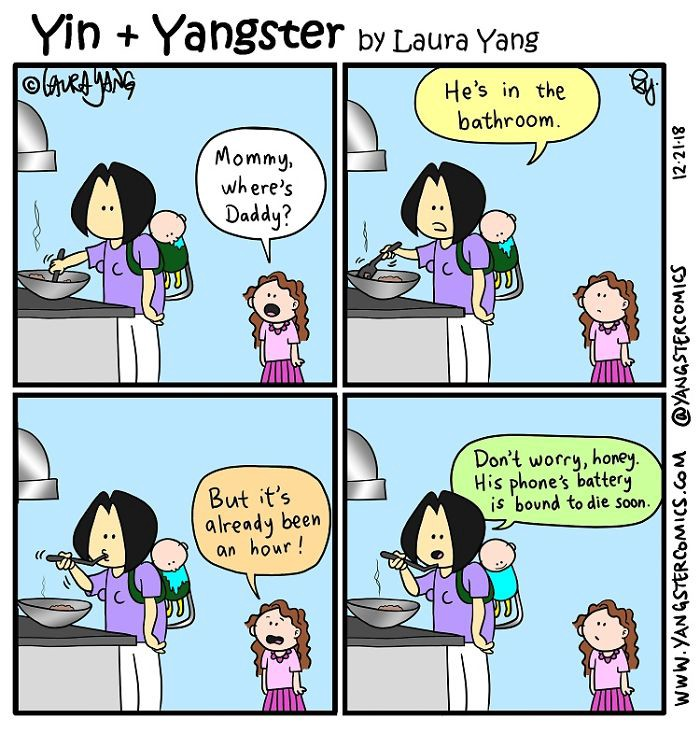 Yin + Yangster by Laura Yang
© LAURA YANG
Mommy,
where's
Daddy?
He's in the
bathroom.
But it's
already been
an hour!
Don't worry, honey.
His phone's battery
is bound to die soon.
12·21·18
@YANGSTERCOMICS
WWW.YANGSTERCOMICS.COM